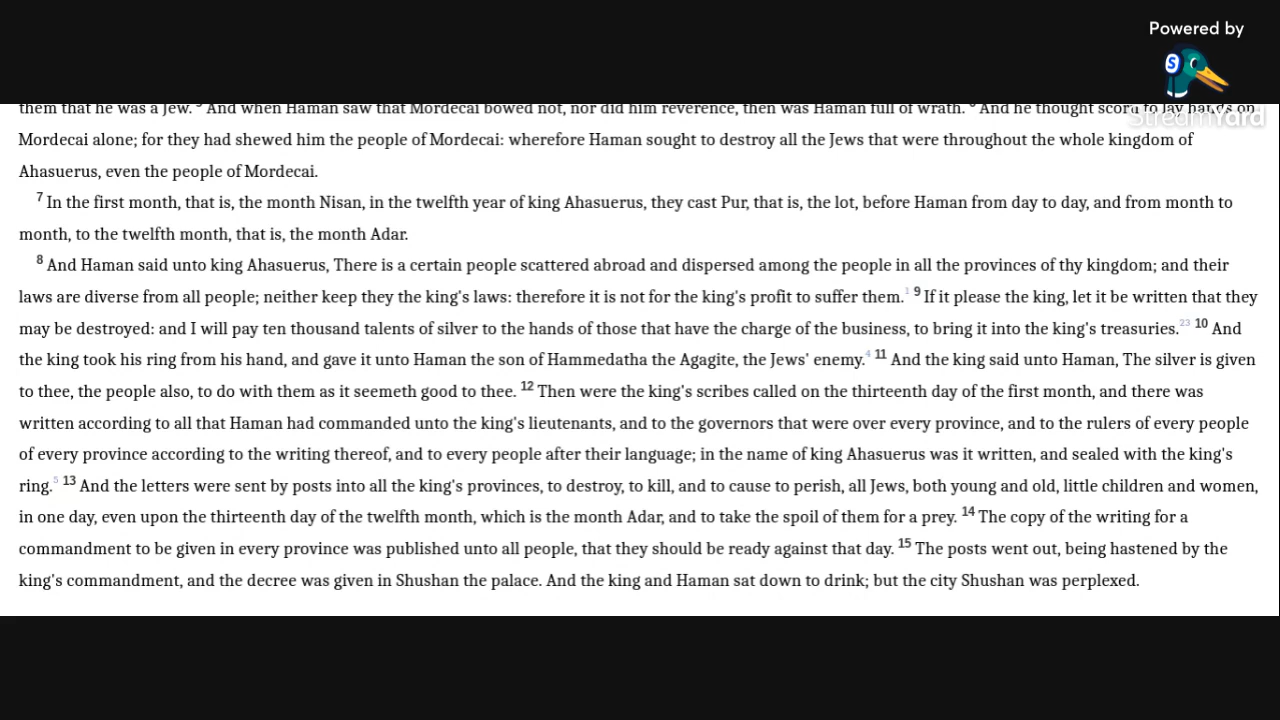 Powered by
S
them that he was a Jew. 5 And when Haman saw that Mordecai bowed not, nor did him reverence, then was Haman full of wrath. 6 And he thought scorn to lay hands on
StreamYard
Mordecai alone; for they had shewed him the people of Mordecai: wherefore Haman sought to destroy all the Jews that were throughout the whole kingdom of
Ahasuerus, even the people of Mordecai.
7 In the first month, that is, the month Nisan, in the twelfth year of king Ahasuerus, they cast Pur, that is, the lot, before Haman from day to day, and from month to
month, to the twelfth month, that is, the month Adar.
8 And Haman said unto king Ahasuerus, There is a certain people scattered abroad and dispersed among the people in all the provinces of thy kingdom; and their
laws are diverse from all people; neither keep they the king's laws: therefore it is not for the king's profit to suffer them.1 9 If it please the king, let it be written that they
may be destroyed: and I will pay ten thousand talents of silver to the hands of those that have the charge of the business, to bring it into the king's treasuries.23 10 And
the king took his ring from his hand, and gave it unto Haman the son of Hammedatha the Agagite, the Jews' enemy.4 11 And the king said unto Haman, The silver is given
to thee, the people also, to do with them as it seemeth good to thee. 12 Then were the king's scribes called on the thirteenth day of the first month, and there was
written according to all that Haman had commanded unto the king's lieutenants, and to the governors that were over every province, and to the rulers of every people
of every province according to the writing thereof, and to every people after their language; in the name of king Ahasuerus was it written, and sealed with the king's
ring.5 13 And the letters were sent by posts into all the king's provinces, to destroy, to kill, and to cause to perish, all Jews, both young and old, little children and women,
in one day, even upon the thirteenth day of the twelfth month, which is the month Adar, and to take the spoil of them for a prey. 14 The copy of the writing for a
commandment to be given in every province was published unto all people, that they should be ready against that day. 15 The posts went out, being hastened by the
king's commandment, and the decree was given in Shushan the palace. And the king and Haman sat down to drink; but the city Shushan was perplexed.